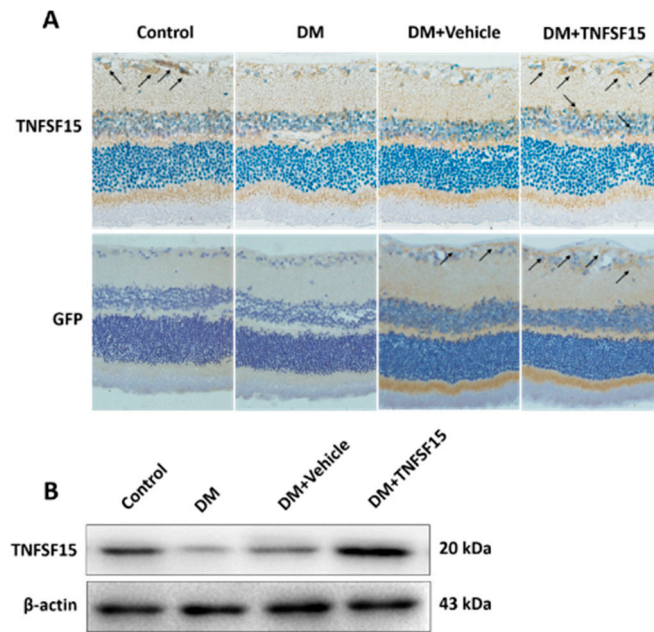 A
Control DM DM+Vehicle DM+TNFSF15
TNFSF15
GFP
B
Control DM DM+Vehicle DM+TNFSF15
TNFSF15 20 kDa
β-actin 43 kDa